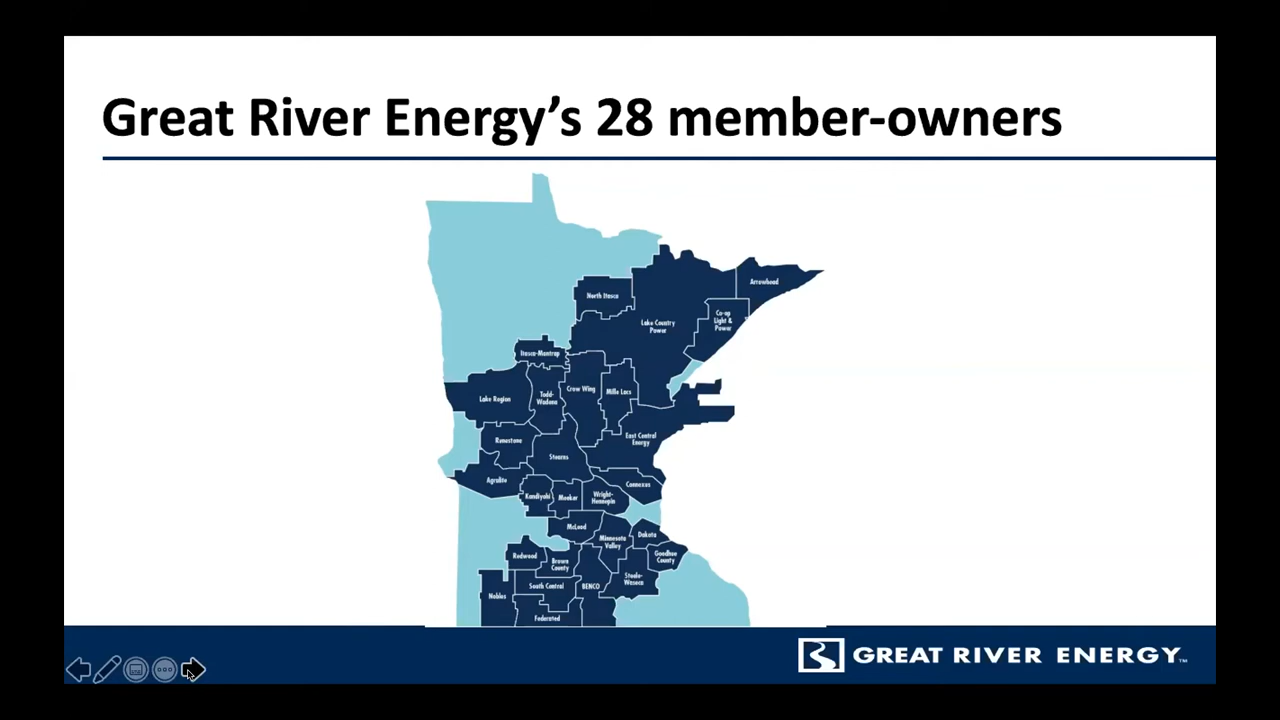 Great River Energy's 28 member-owners
Arrowhead
North Itasca
Co-op
Light &
Power
Lake Country
Power
Itasca-Mantrap
Crow Wing
Mille Lacs
Todd-
Wadena
Lake Region
East Central
Energy
Runestone
Stearns
Agralite
Connexus
Kandiyohi
Meeker
Wright-
Hennepin
McLeod
Dakota
Minnesota
Valley
Redwood
Goodhue
County
Brown
County
Steele-
Waseca
South Central
BENCO
Nobles
Federated
GREAT RIVER ENERGY™